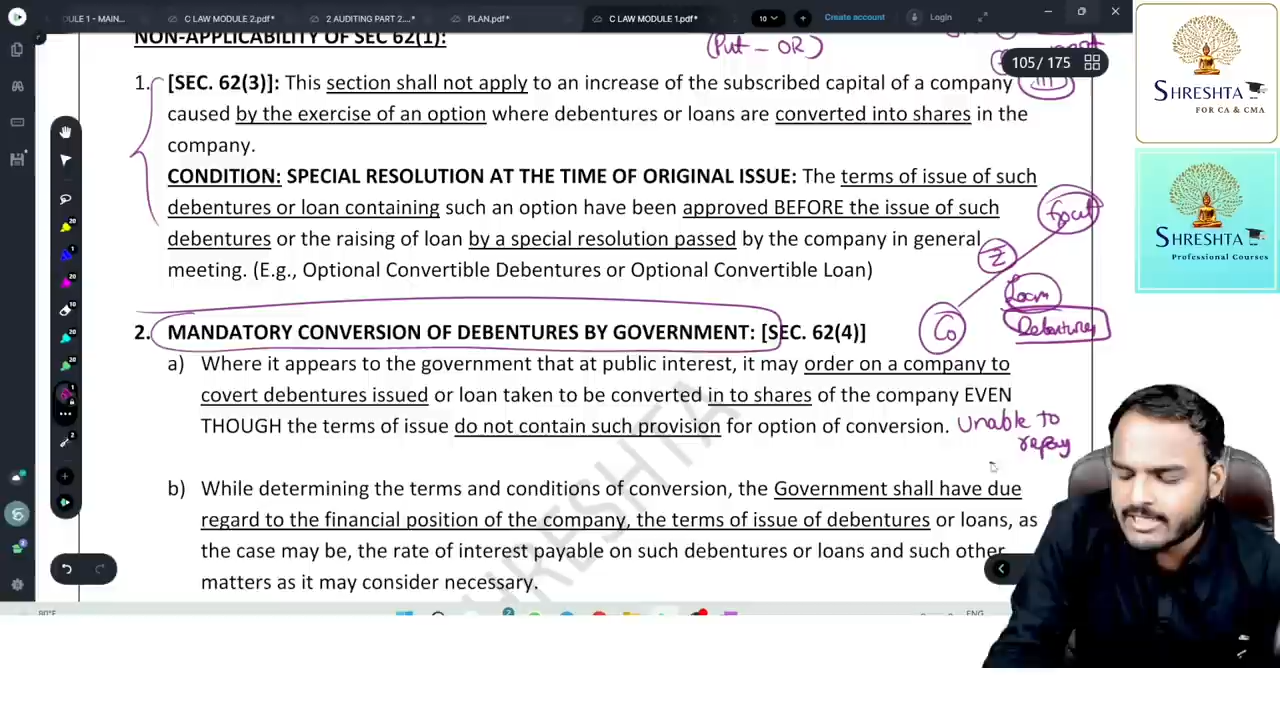 DULE 1 - MAIN...
C LAW MODULE 2.pdf*
2 AUDITING PART 2....*
PLAN.pdf*
C LAW MODULE 1.pdf*
10
Create account
Login
NON-APPLICABILITY OF SEC 62(1):
(Put - OR)
105 / 175
1. [SEC. 62(3)]: This section shall not apply to an increase of the subscribed capital of a company
caused by the exercise of an option where debentures or loans are converted into shares in the
company.
CONDITION: SPECIAL RESOLUTION AT THE TIME OF ORIGINAL ISSUE: The terms of issue of such
debentures or loan containing such an option have been approved BEFORE the issue of such
debentures or the raising of loan by a special resolution passed by the company in general
meeting. (E.g., Optional Convertible Debentures or Optional Convertible Loan)
Govt
Z
Loan
Co
Debentures
2. MANDATORY CONVERSION OF DEBENTURES BY GOVERNMENT: [SEC. 62(4)]
a) Where it appears to the government that at public interest, it may order on a company to
covert debentures issued or loan taken to be converted in to shares of the company EVEN
THOUGH the terms of issue do not contain such provision for option of conversion.
Unable to
repay
b) While determining the terms and conditions of conversion, the Government shall have due
regard to the financial position of the company, the terms of issue of debentures or loans, as
the case may be, the rate of interest payable on such debentures or loans and such other
matters as it may consider necessary.
SHRESHTA
80°F
ENG
SHRESHTA
FOR CA & CMA
SHRESHTA
Professional Courses